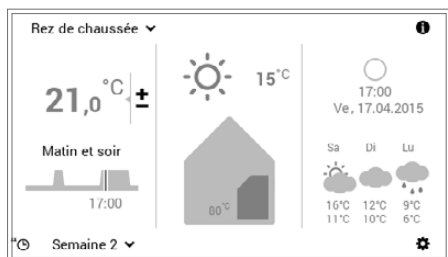 Rez de chaussée
21,0°C ±
Matin et soir
17:00
Semaine 2
15°C
80°C
17:00
Ve, 17.04.2015
Sa Di Lu
16°C 12°C 9°C
11°C 10°C 6°C